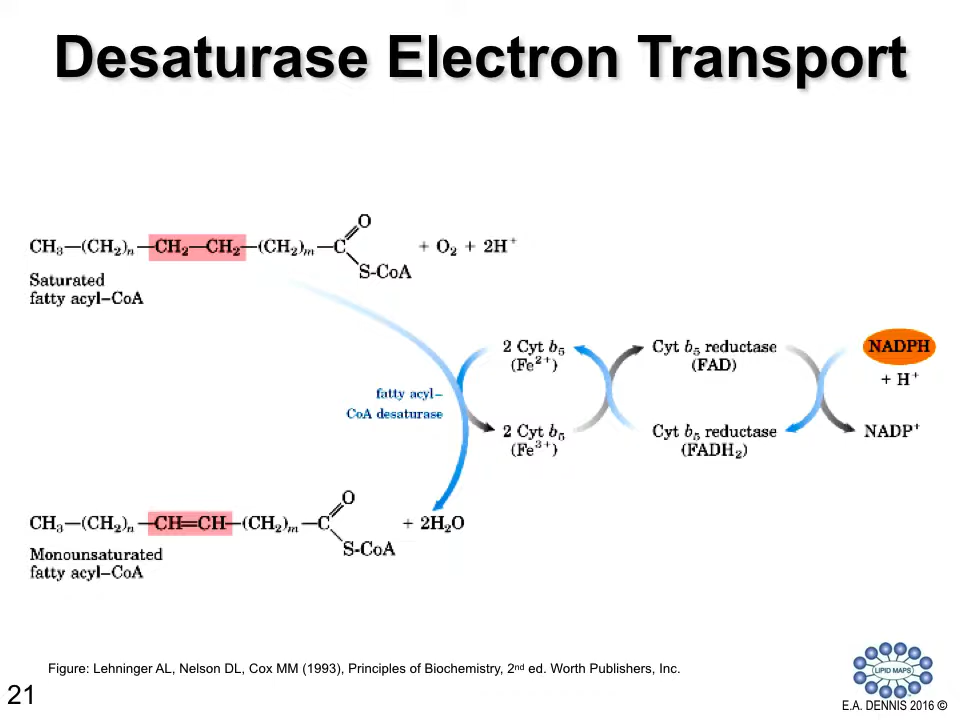 Desaturase Electron Transport
O
CH₃—(CH₂)ₙ—CH₂—CH₂—(CH₂)ₘ—C + O₂ + 2H⁺
S-CoA
Saturated
fatty acyl–CoA
2 Cyt b₅
(Fe²⁺)
Cyt b₅ reductase
(FAD)
NADPH
+ H⁺
fatty acyl–
CoA desaturase
2 Cyt b₅
(Fe³⁺)
Cyt b₅ reductase
(FADH₂)
NADP⁺
O
CH₃—(CH₂)ₙ—CH=CH—(CH₂)ₘ—C + 2H₂O
S-CoA
Monounsaturated
fatty acyl–CoA
Figure: Lehninger AL, Nelson DL, Cox MM (1993), Principles of Biochemistry, 2ⁿᵈ ed. Worth Publishers, Inc.
LIPID MAPS
21
E.A. DENNIS 2016 ©